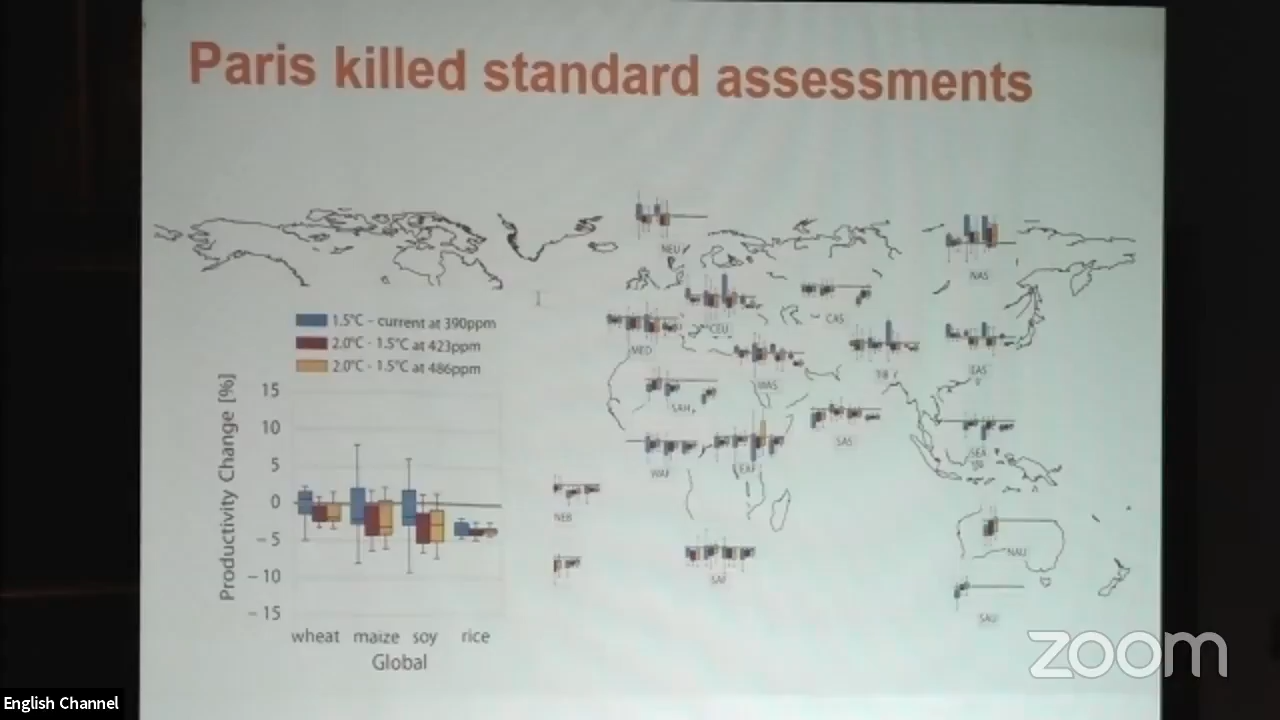 Paris killed standard assessments
NEU
NAS
CEU
CAS
MED
WAS
EAS
SAH
SAS
WAF
EAF
SEA
NEB
NAU
SAF
SAU
1.5°C – current at 390ppm
2.0°C – 1.5°C at 423ppm
2.0°C – 1.5°C at 486ppm
Productivity Change [%]
15
10
5
0
– 5
– 10
– 15
wheat maize soy rice
Global
zoom
English Channel